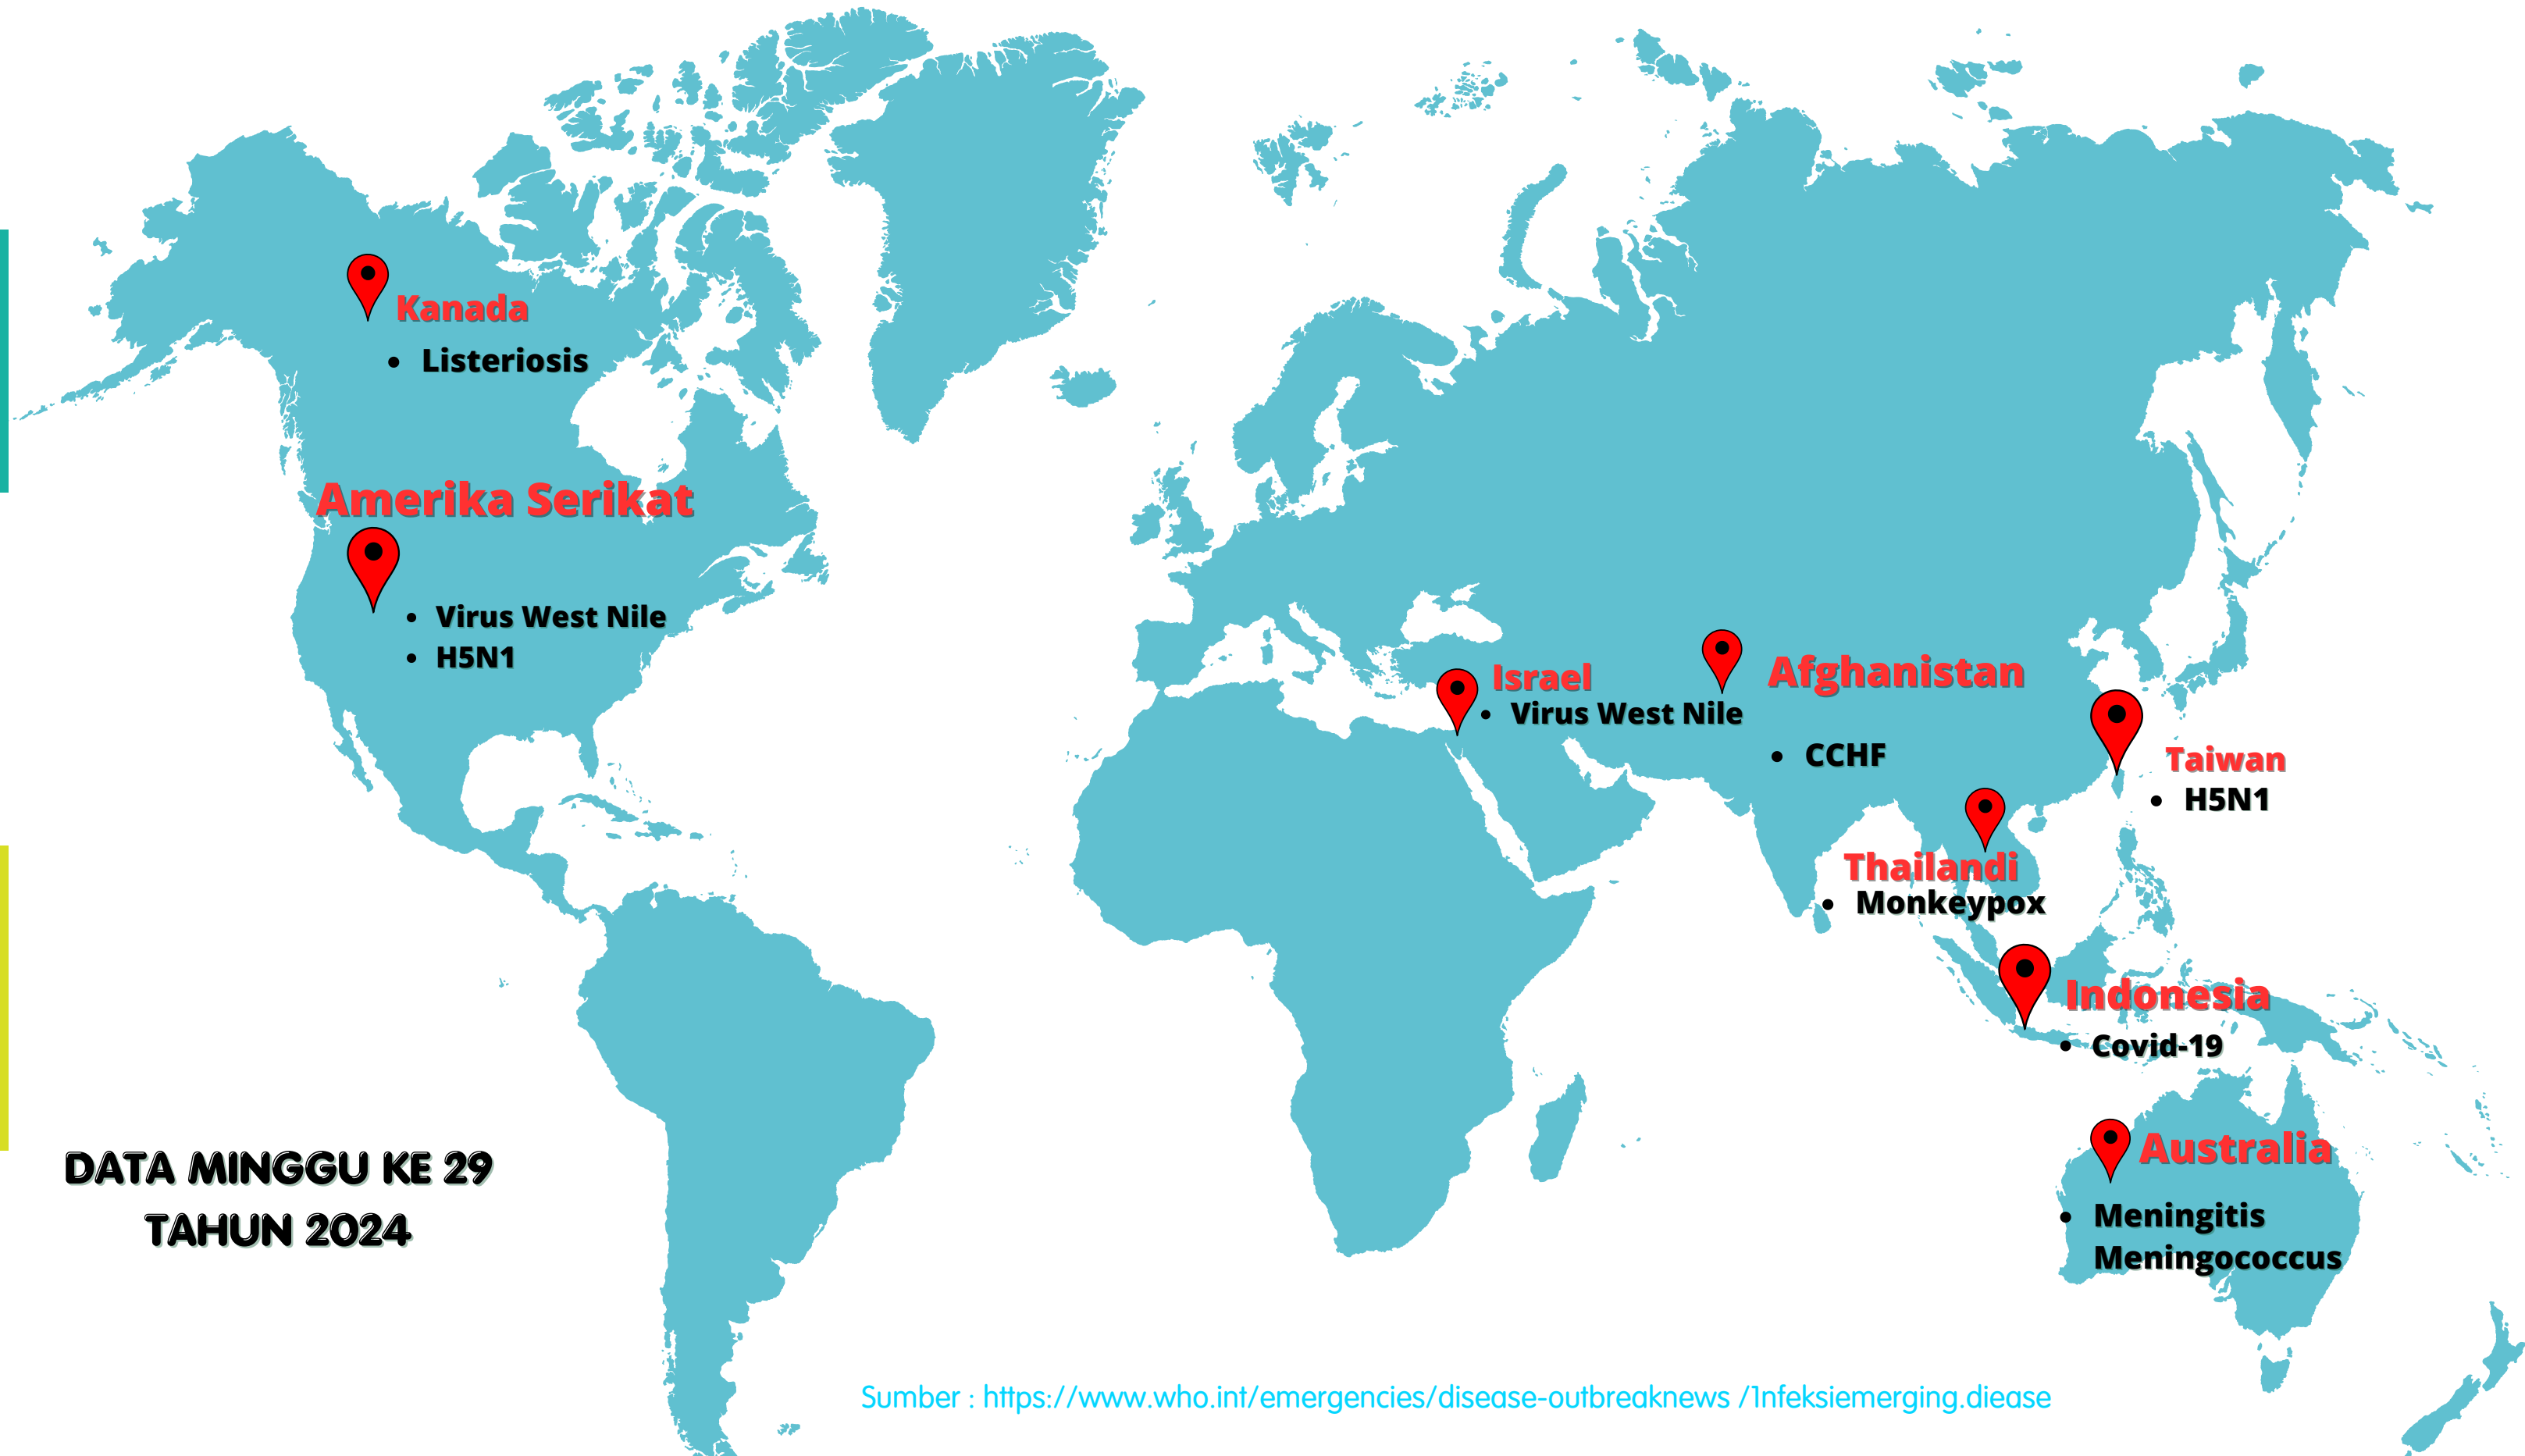 Kanada
• Listeriosis
Amerika Serikat
• Virus West Nile
• H5N1
Israel
• Virus West Nile
Afghanistan
• CCHF
Taiwan
• H5N1
Thailandi
• Monkeypox
Indonesia
• Covid-19
Australia
• Meningitis
Meningococcus
DATA MINGGU KE 29
TAHUN 2024
Sumber : https://www.who.int/emergencies/disease-outbreaknews /1nfeksiemerging.diease